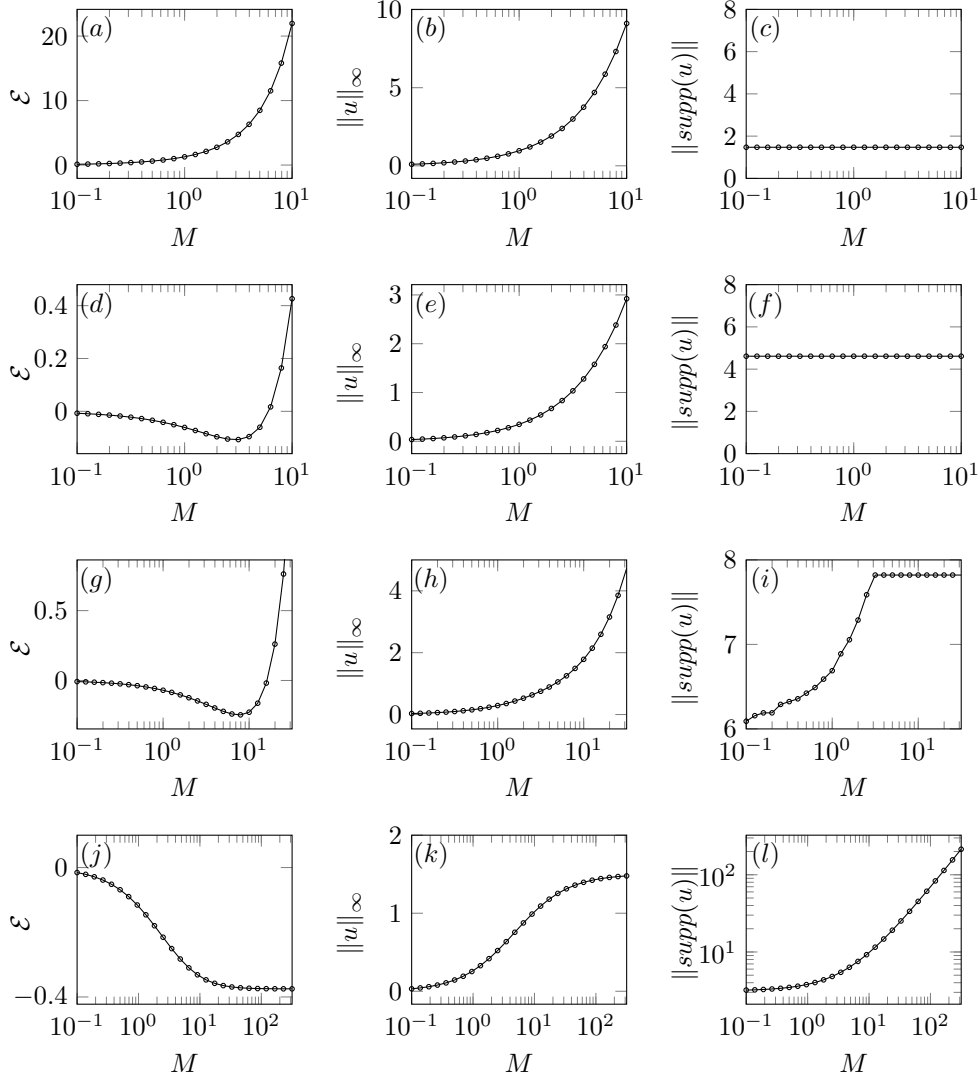 (a) (b) (c)
20 10 0
ℰ 10 ||u||∞ 5 ||supp(u)|| 8 6 4 2
0 0 0
10⁻¹ 10⁰ 10¹ 10⁻¹ 10⁰ 10¹ 10⁻¹ 10⁰ 10¹
M M M
(d) (e) (f)
0.4 3 8
ℰ 0.2 ||u||∞ 2 1 ||supp(u)|| 6 4 2
0 0 0
10⁻¹ 10⁰ 10¹ 10⁻¹ 10⁰ 10¹ 10⁻¹ 10⁰ 10¹
M M M
(g) (h) (i)
ℰ 0.5 ||u||∞ 4 2 ||supp(u)|| 8 7
0 0 6
10⁻¹ 10⁰ 10¹ 10⁻¹ 10⁰ 10¹ 10⁻¹ 10⁰ 10¹
M M M
(j) (k) (l)
0 2 10²
ℰ ||u||∞ 1 ||supp(u)||
−0.4 0 10¹
10⁻¹ 10⁰ 10¹ 10² 10⁻¹ 10⁰ 10¹ 10² 10⁻¹ 10⁰ 10¹ 10²
M M M